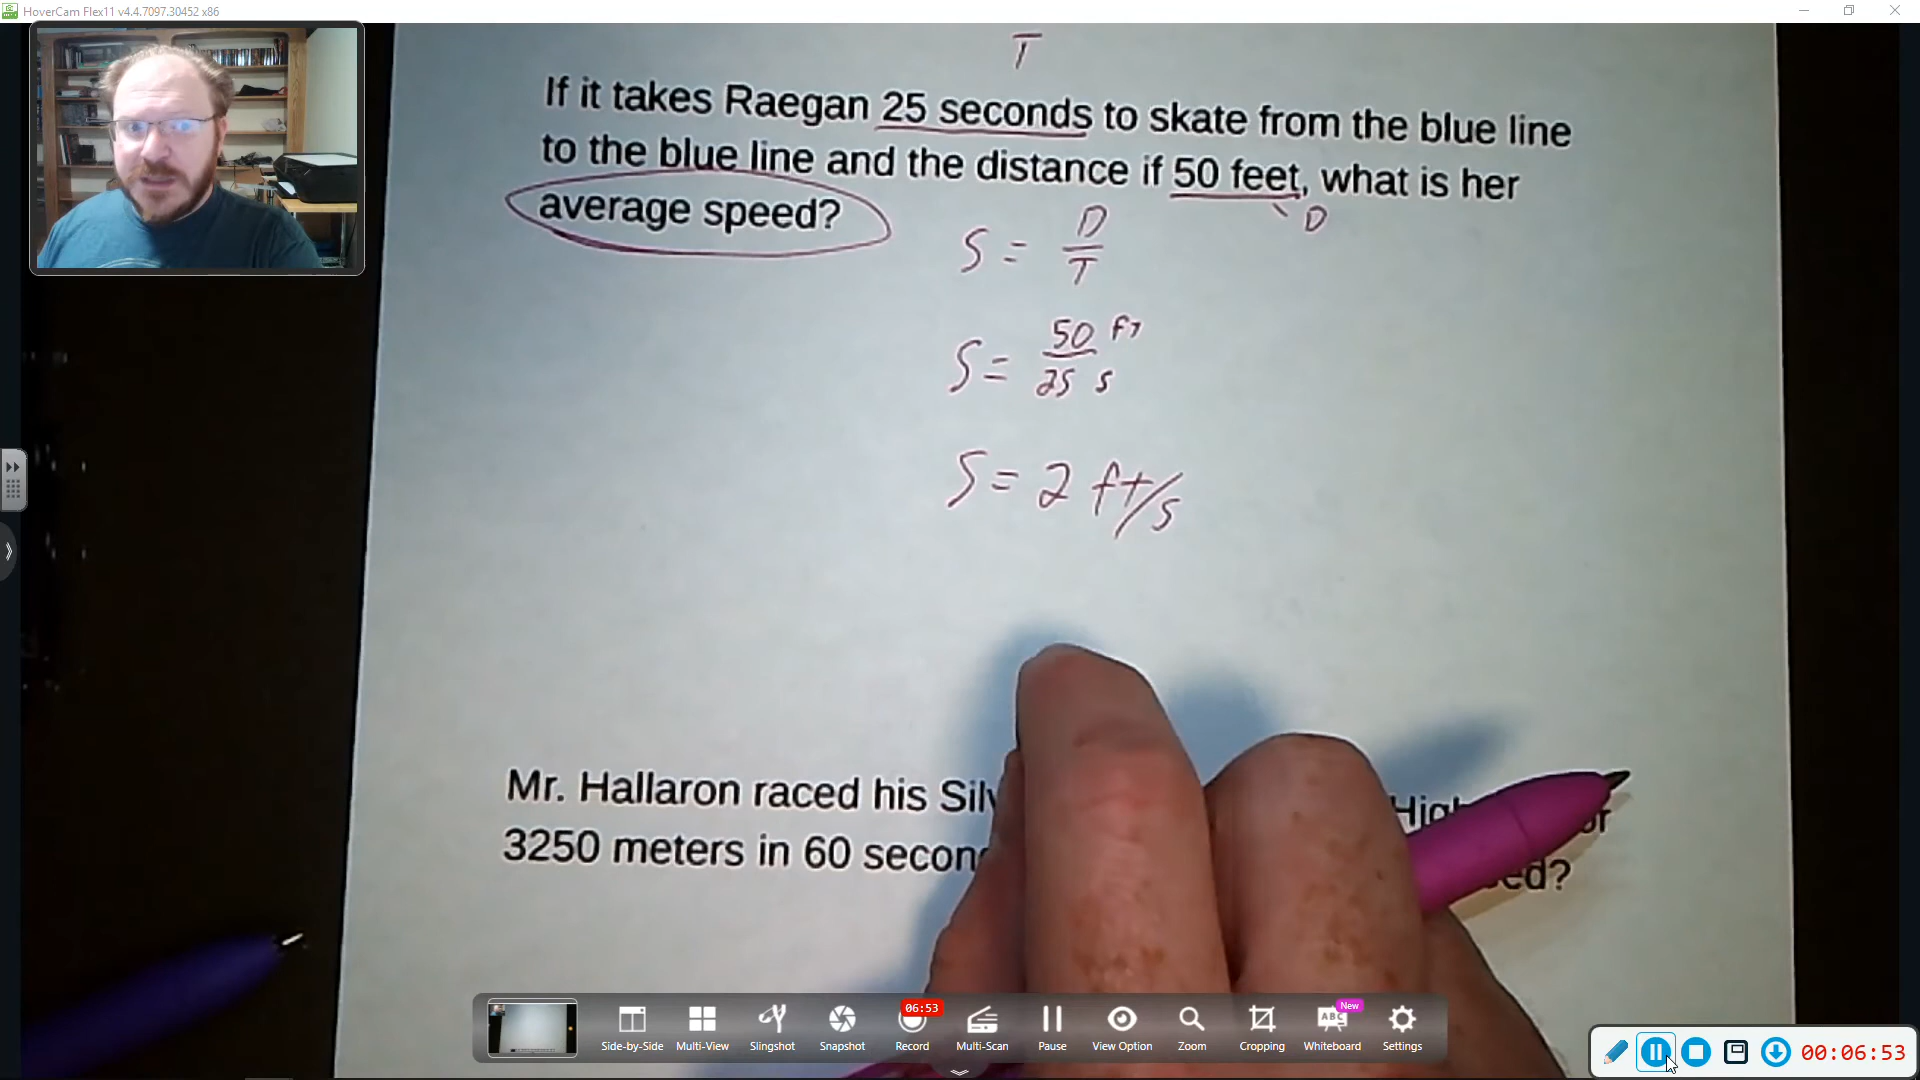 HoverCam Flex11 v4.4.7097.30452 x86
T
If it takes Raegan 25 seconds to skate from the blue line
to the blue line and the distance if 50 feet, what is her
average speed?
D
S = D
T
S = 50 ft
25 s
S = 2 ft/s
Mr. Hallaron raced his
3250 meters in 60
06:53
New
ABC
Side-by-Side Multi-View Slingshot Snapshot Record Multi-Scan Pause View Option Zoom Cropping Whiteboard Settings
00:06:53